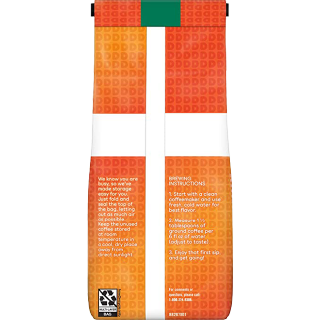 We know you are
busy, so we've
made storage
easy for you.
Just fold and
seal the top of
the bag, letting
out as much air
as possible.
Keep the unused
coffee stored
at room
temperature in
a cool, dry place
away from
direct sunlight.
BREWING
INSTRUCTIONS:
1. Start with a clean
coffeemaker and use
fresh, cold water for
best flavor.
2. Measure
tablespoons of
ground coffee per
6 fl oz of water
(adjust to taste)
3. Enjoy that first sip
and get going!
For comments or
questions, please call:
BAG